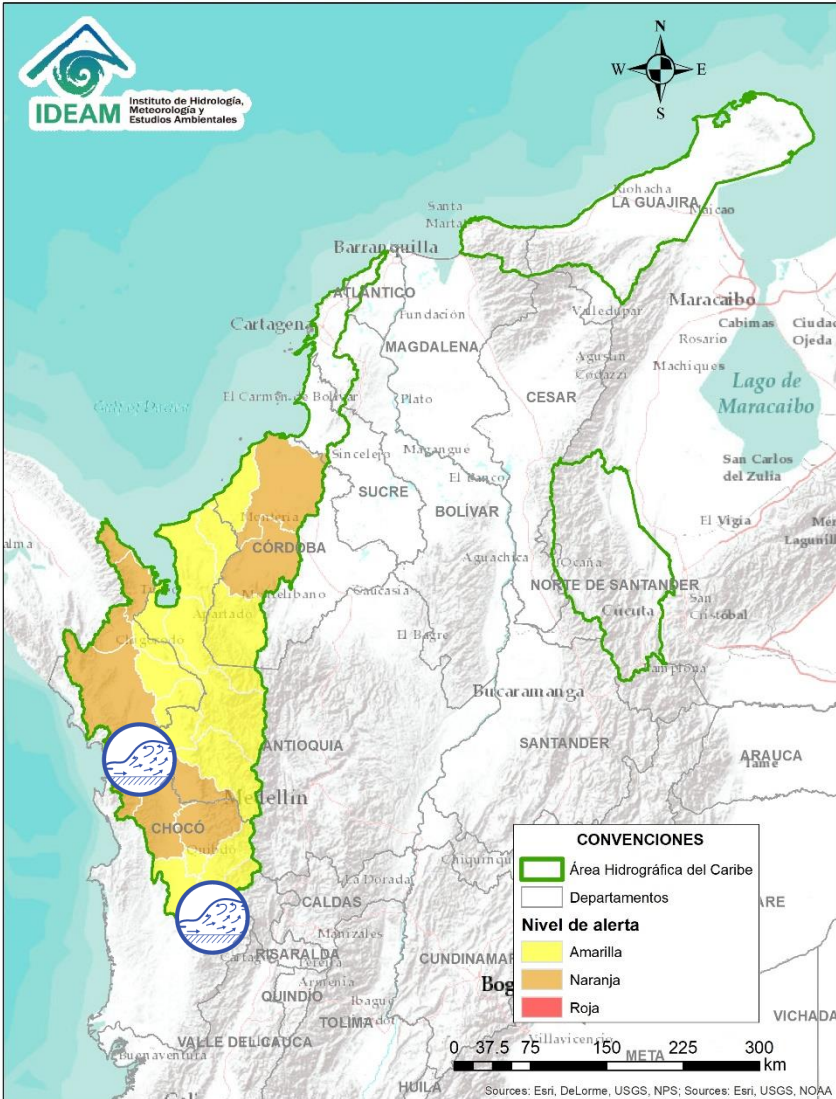 IDEAM
Instituto de Hidrología,
Meteorología y
Estudios Ambientales
N
W
E
S
Riohacha
LA GUAJIRA
Maicao
Santa
Marta
Barranquilla
ATLÁNTICO
Maracaibo
Cabimas
Ciudad
Ojeda
Fundación
Valledupar
Rosario
Cartagena
MAGDALENA
Agustín
Codazzi
Machiques
Lago de
Maracaibo
CESAR
El Carmen de Bolívar
Plato
Sincelejo
Magangue
San Carlos
del Zulia
El Banco
SUCRE
BOLÍVAR
El Vigía
Montería
CÓRDOBA
Aguachica
Ocaña
NORTE DE SANTANDER
Montelibano
Caucasia
San
Cristóbal
Cucuta
Apartadó
Chigorodó
El Bagre
Pamplona
Bucaramanga
ANTIOQUIA
SANTANDER
ARAUCA
Tame
Medellín
CHOCÓ
Quibdó
La Dorada
CALDAS
Manizales
RISARALDA
Pereira
Armenia
QUINDÍO
Ibague
TOLIMA
VALLE DEL CAUCA
Buenaventura
HUILA
Villavicencio
META
VICHADA
CONVENCIONES
Área Hidrográfica del Caribe
Departamentos
Nivel de alerta
Amarilla
Naranja
Roja
0 37.5 75 150 225 300
km
Sources: Esri, DeLorme, USGS, NPS; Sources: Esri, USGS, NOAA